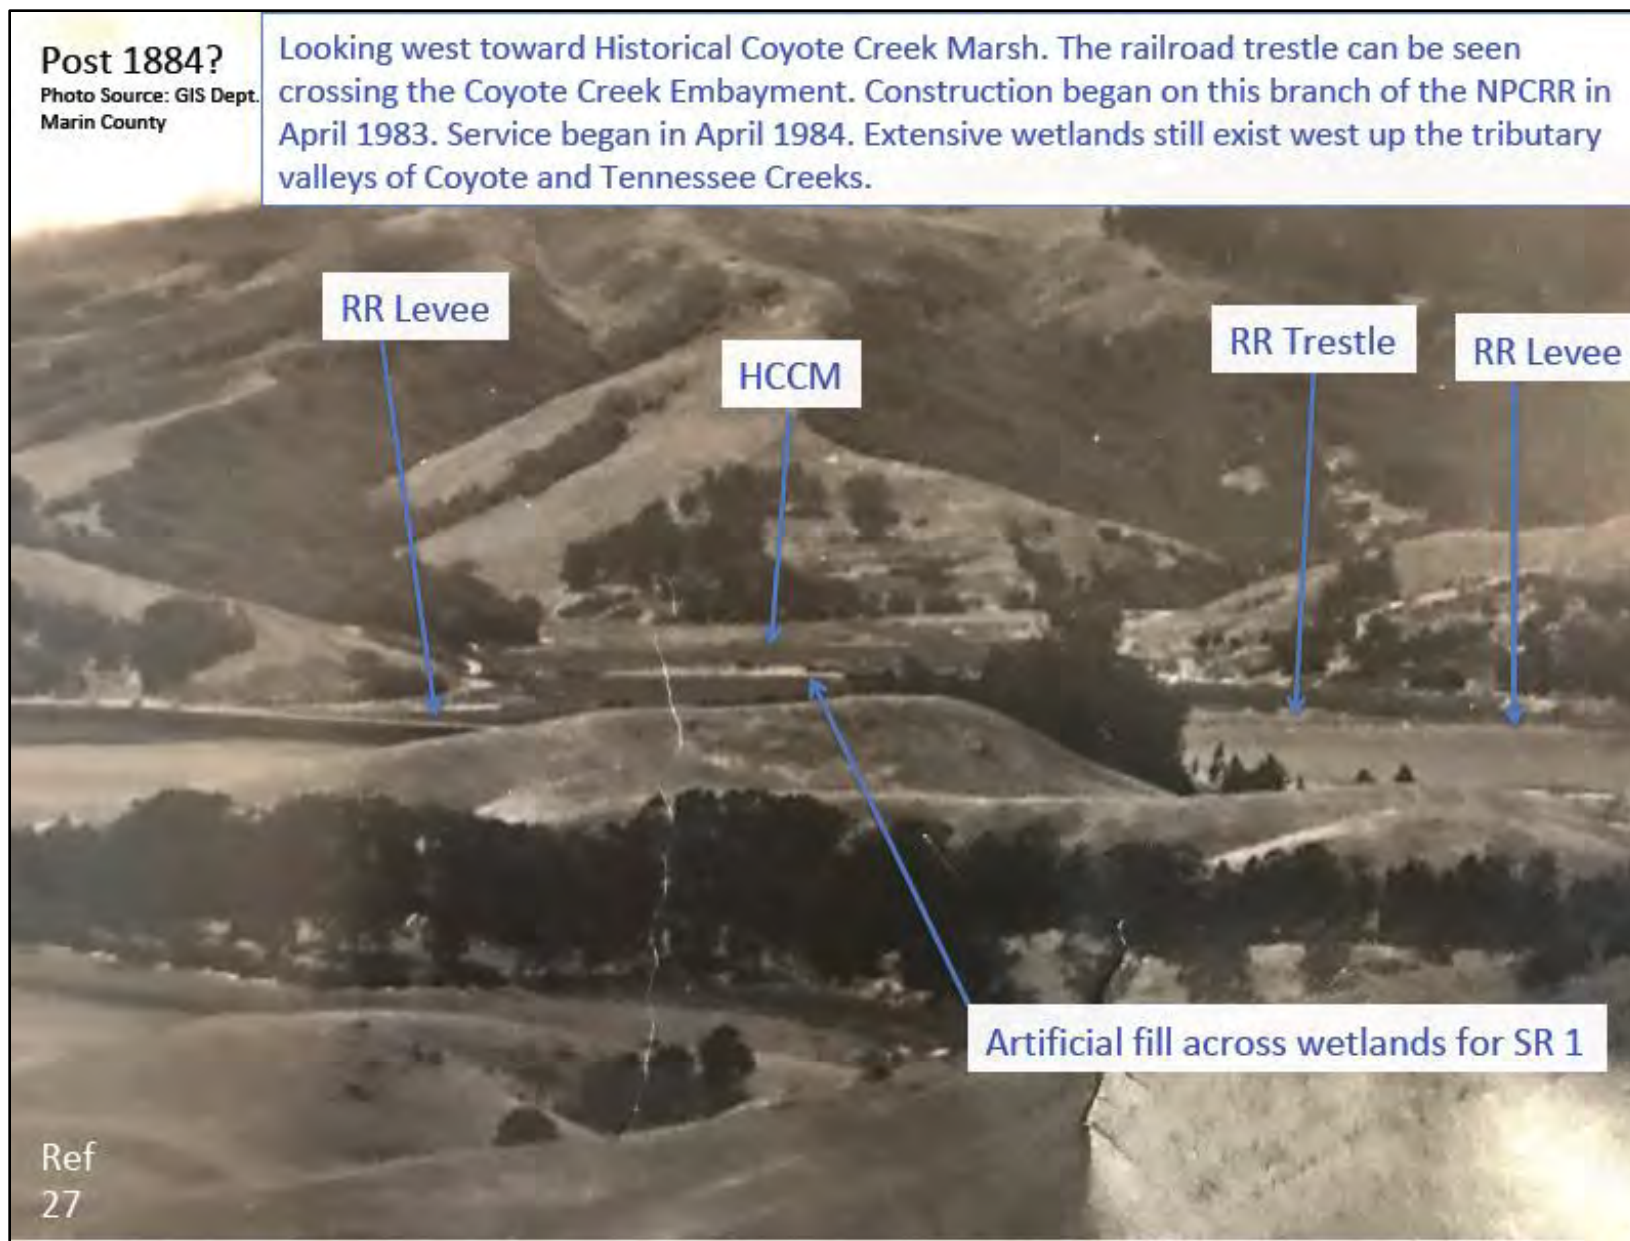 Post 1884?
Photo Source: GIS Dept.
Marin County
Looking west toward Historical Coyote Creek Marsh. The railroad trestle can be seen
crossing the Coyote Creek Embayment. Construction began on this branch of the NPCRR in
April 1983. Service began in April 1984. Extensive wetlands still exist west up the tributary
valleys of Coyote and Tennessee Creeks.
RR Levee
HCCM
RR Trestle
RR Levee
Artificial fill across wetlands for SR 1
Ref
27